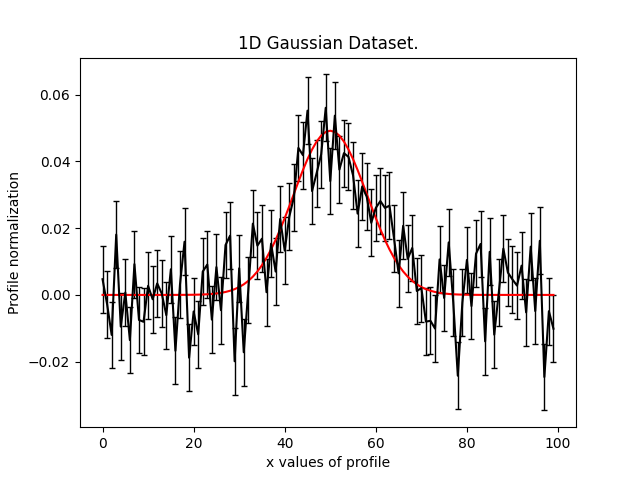 1D Gaussian Dataset.
Profile normalization
0.06
0.04
0.02
0.00
−0.02
0 20 40 60 80 100
x values of profile